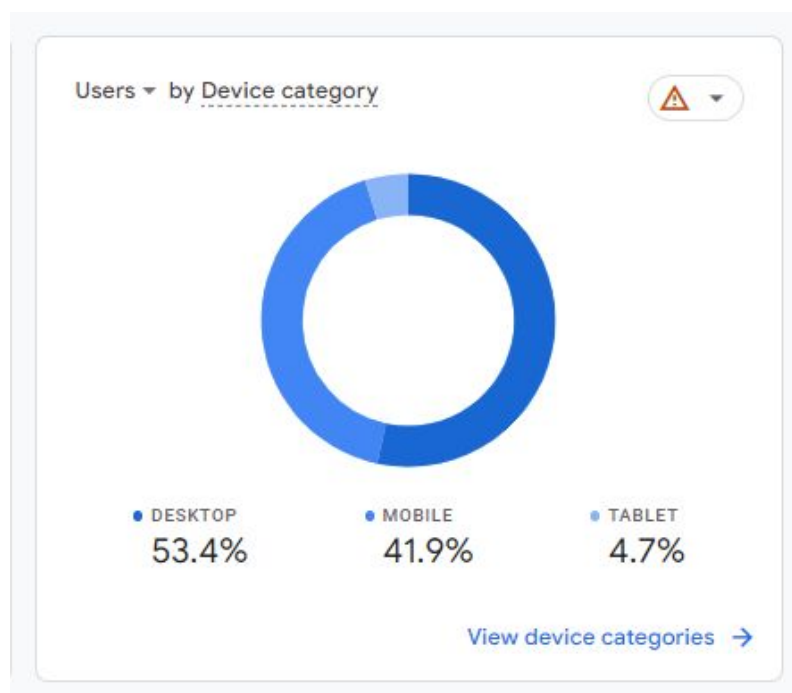 Users by Device category
DESKTOP MOBILE TABLET
53.4% 41.9% 4.7%
View device categories